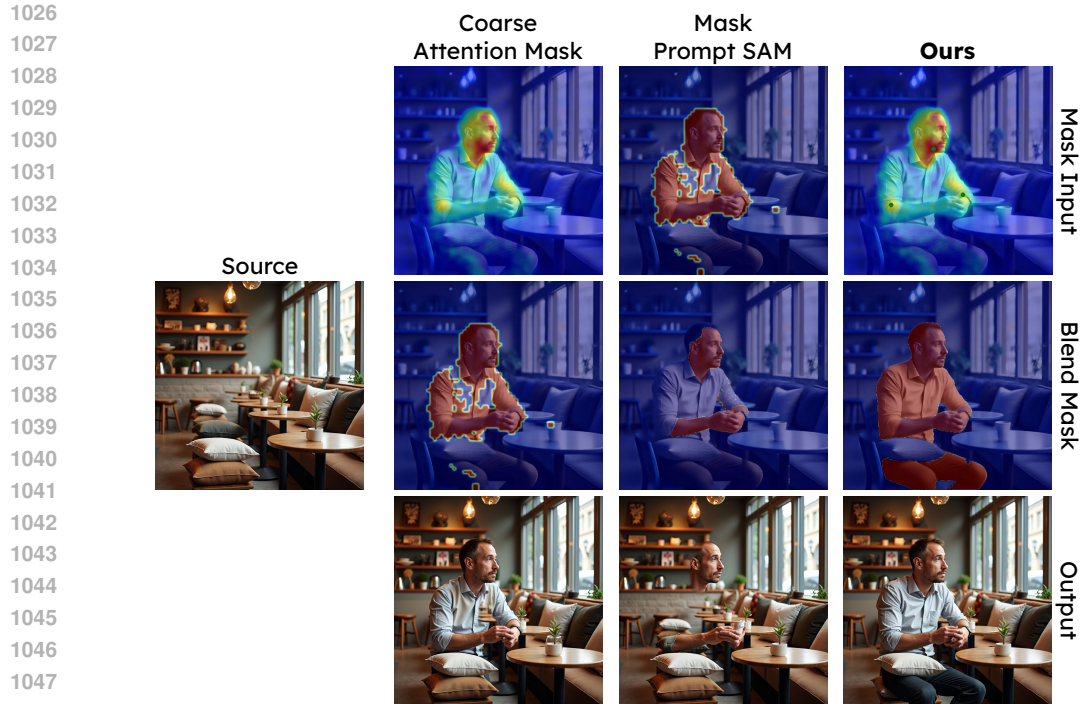 1026
1027
1028
1029
1030
1031
1032
1033
1034
1035
1036
1037
1038
1039
1040
1041
1042
1043
1044
1045
1046
1047
Coarse
Attention Mask
Mask
Prompt SAM
Ours
Mask Input
Source
Blend Mask
Output